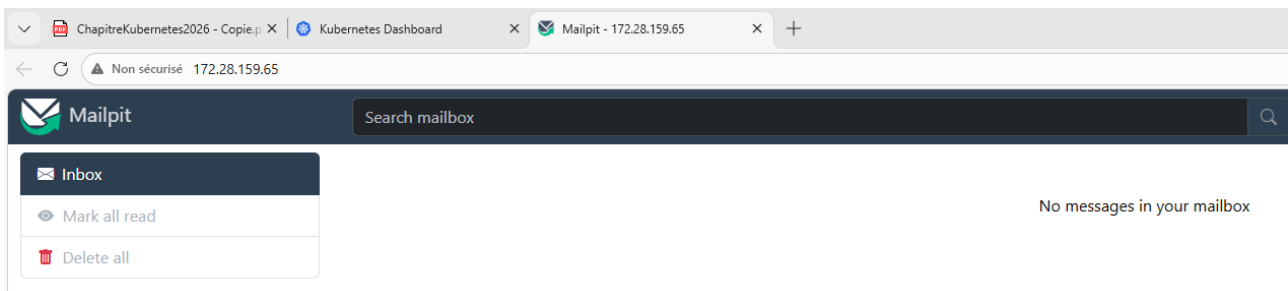 ChapitreKubernetes2026 - Copie.p
Kubernetes Dashboard
Mailpit - 172.28.159.65
Non sécurisé 172.28.159.65
Mailpit
Search mailbox
Inbox
Mark all read
Delete all
No messages in your mailbox